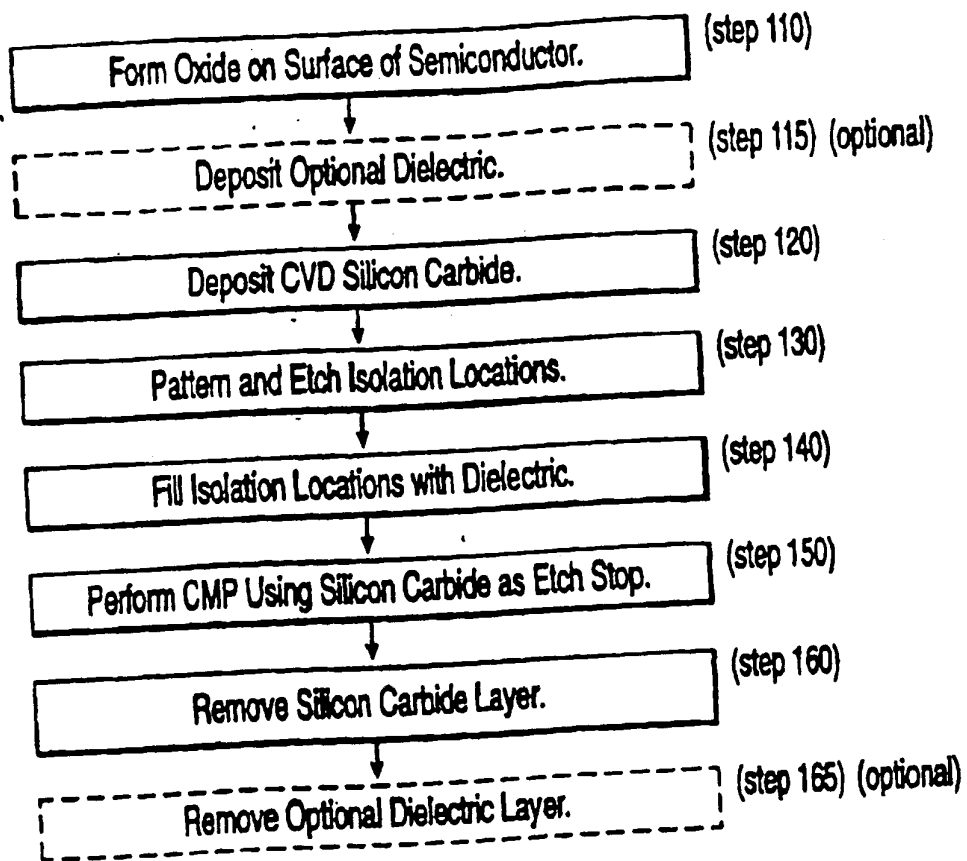 Form Oxide on Surface of Semiconductor. (step 110)
Deposit Optional Dielectric. (step 115) (optional)
Deposit CVD Silicon Carbide. (step 120)
Pattern and Etch Isolation Locations. (step 130)
Fill Isolation Locations with Dielectric. (step 140)
Perform CMP Using Silicon Carbide as Etch Stop. (step 150)
Remove Silicon Carbide Layer. (step 160)
Remove Optional Dielectric Layer. (step 165) (optional)